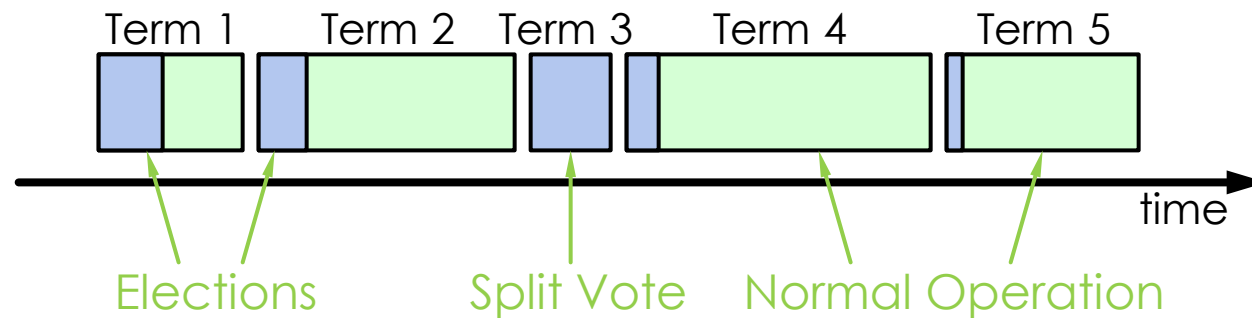 Term 1 Term 2 Term 3 Term 4 Term 5
time
Elections Split Vote Normal Operation